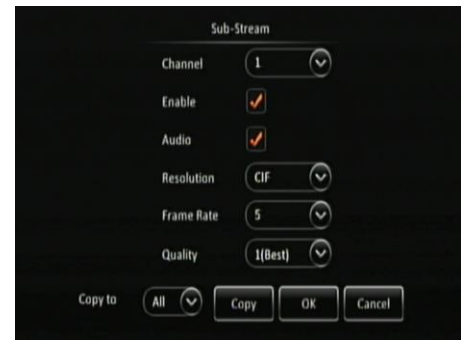 Sub-Stream
Channel 1
Enable
Audio
Resolution CIF
Frame Rate 5
Quality 1(Best)
Copy to All Copy OK Cancel